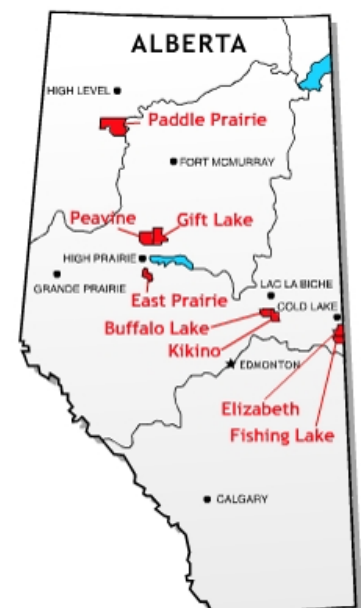 ALBERTA
HIGH LEVEL
Paddle Prairie
FORT MCMURRAY
Peavine
Gift Lake
HIGH PRAIRIE
GRANDE PRAIRIE
LAC LA BICHE
East Prairie
COLD LAKE
Buffalo Lake
Kikino
EDMONTON
Elizabeth
Fishing Lake
CALGARY